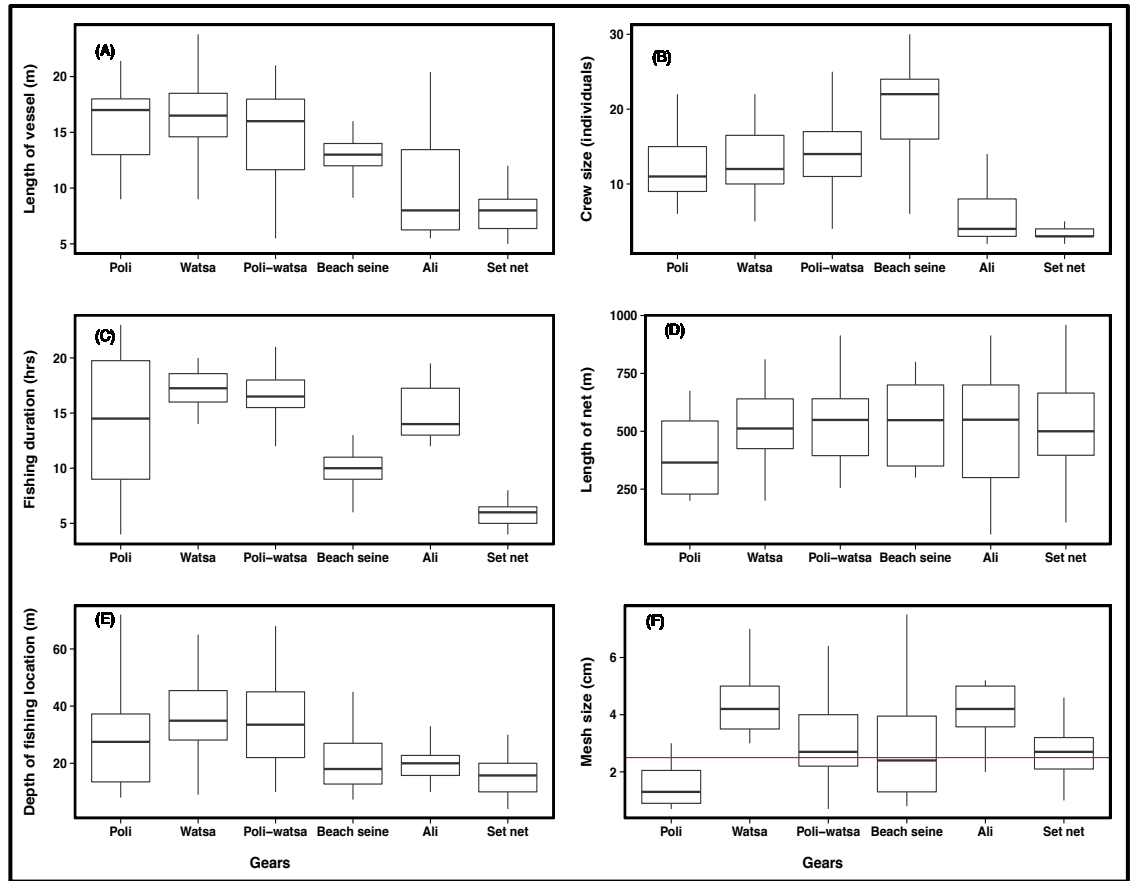 (A)
Length of vessel (m)
20
15
10
5
Poli Watsa Poli-watsa Beach seine Ali Set net
(B)
Crew size (individuals)
30
20
10
Poli Watsa Poli-watsa Beach seine Ali Set net
(C)
Fishing duration (hrs)
20
15
10
5
Poli Watsa Poli-watsa Beach seine Ali Set net
(D)
Length of net (m)
1000
750
500
250
Poli Watsa Poli-watsa Beach seine Ali Set net
(E)
Depth of fishing location (m)
60
40
20
Poli Watsa Poli-watsa Beach seine Ali Set net
Gears
(F)
Mesh size (cm)
6
4
2
Poli Watsa Poli-watsa Beach seine Ali Set net
Gears